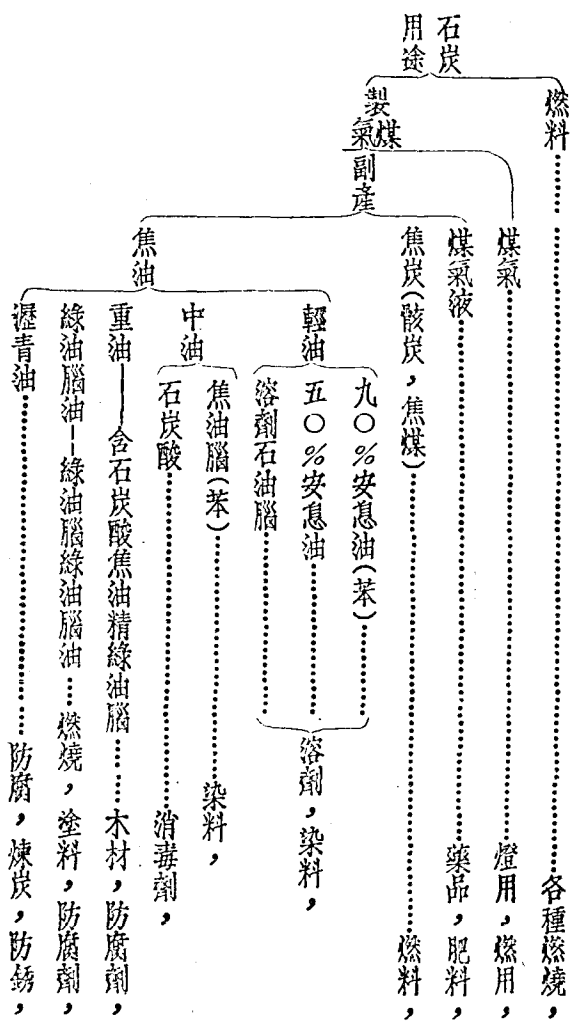 石炭
用途
燃料……………各種燃燒，
製煤
氣
煤氣……………燈用，燃用，
副產
煤氣液……………藥品，肥料，
焦炭（骸炭，焦煤）……………燃料，
焦油
輕油
九〇％安息油（苯）……
五〇％安息油……
溶劑石油腦……
溶劑，染料，
中油
焦油腦（苯）……………染料，
石炭酸……………消毒劑，
重油——含石炭酸焦油精綠油腦……木材，防腐劑，
綠油腦油—綠油腦綠油腦油…燃燒，塗料，防腐劑，
瀝青油……………防腐，煉炭，防銹，